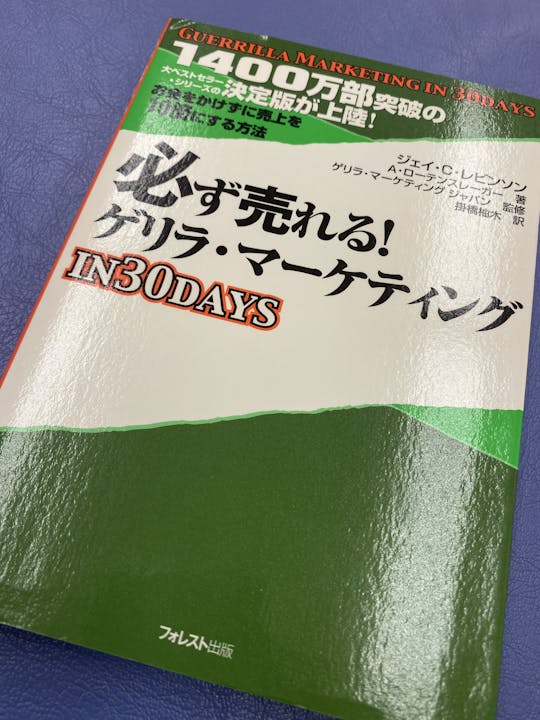 GUERRILLA MARKETING IN 30DAYS
1400万部突破の
大ベストセラー
・シリーズの決定版が上陸!
お金をかけずに売上を
10倍にする方法
ジェイ・C・レビンソン
A・ローテンスレーガー 著
ゲリラ・マーケティング ジャパン 監修
掛橋柚木 訳
必ず売れる!
ゲリラ・マーケティング
IN30DAYS
フォレスト出版